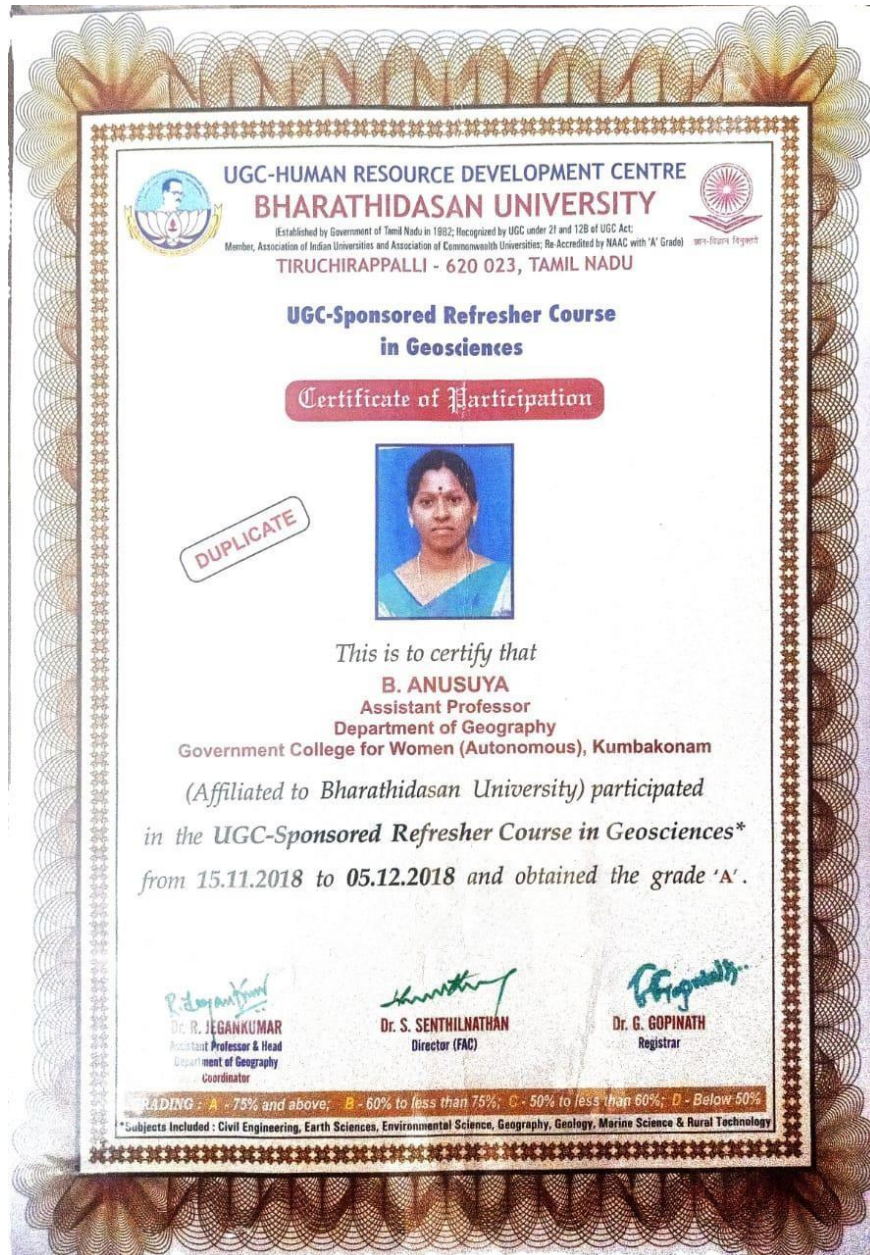 UGC-HUMAN RESOURCE DEVELOPMENT CENTRE
BHARATHIDASAN UNIVERSITY
(Established by Government of Tamil Nadu in 1982; Recognized by UGC under 2f and 12B of UGC Act;
Member, Association of Indian Universities and Association of Commonwealth Universities; Re-Accredited by NAAC with 'A' Grade)
TIRUCHIRAPPALLI - 620 023, TAMIL NADU
ज्ञान-विज्ञान विमुक्तये
UGC-Sponsored Refresher Course
in Geosciences
Certificate of Participation
DUPLICATE
This is to certify that
B. ANUSUYA
Assistant Professor
Department of Geography
Government College for Women (Autonomous), Kumbakonam
(Affiliated to Bharathidasan University) participated
in the UGC-Sponsored Refresher Course in Geosciences*
from 15.11.2018 to 05.12.2018 and obtained the grade 'A'.
Dr. R. JEGANKUMAR
Assistant Professor & Head
Department of Geography
Coordinator
Dr. S. SENTHILNATHAN
Director (FAC)
Dr. G. GOPINATH
Registrar
GRADING : A - 75% and above; B - 60% to less than 75%; C - 50% to less than 60%; D - Below 50%
*Subjects Included : Civil Engineering, Earth Sciences, Environmental Science, Geography, Geology, Marine Science & Rural Technology